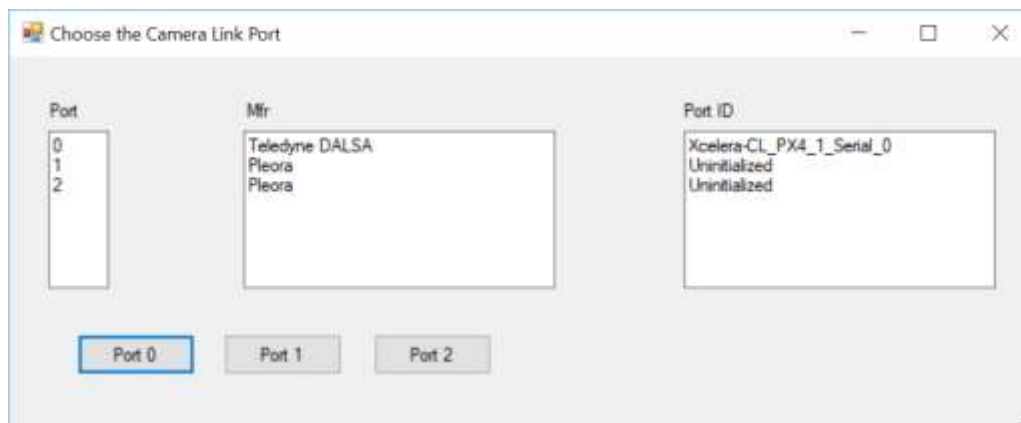 Choose the Camera Link Port
Port
Mfr
Port ID
0
1
2
Teledyne DALSA
Pleora
Pleora
Xcelera-CL_PX4_1_Serial_0
Uninitialized
Uninitialized
Port 0
Port 1
Port 2